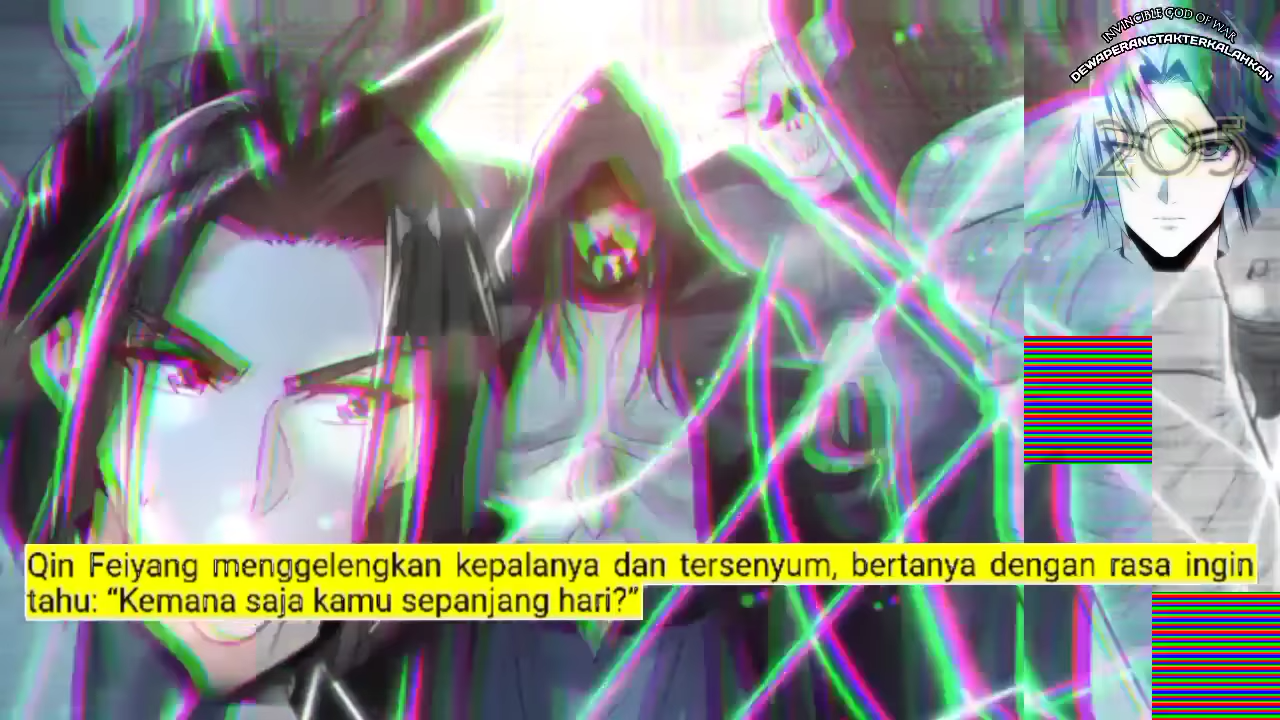 INVINCIBLE GOD OF WAR
DEWAPERANGTAKTERKALAHKAN
205
Qin Feiyang menggelengkan kepalanya dan tersenyum, bertanya dengan rasa ingin
tahu: “Kemana saja kamu sepanjang hari?”